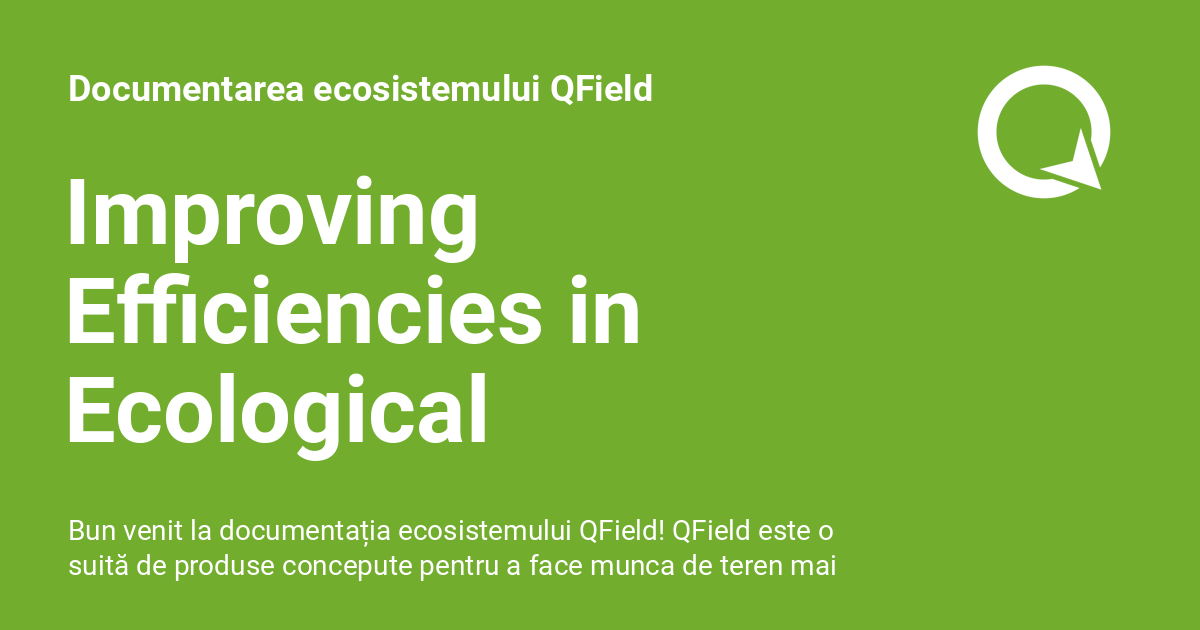 Documentarea ecosistemului QField
Improving
Efficiencies in
Ecological
Bun venit la documentația ecosistemului QField! QField este o
suită de produse concepute pentru a face munca de teren mai